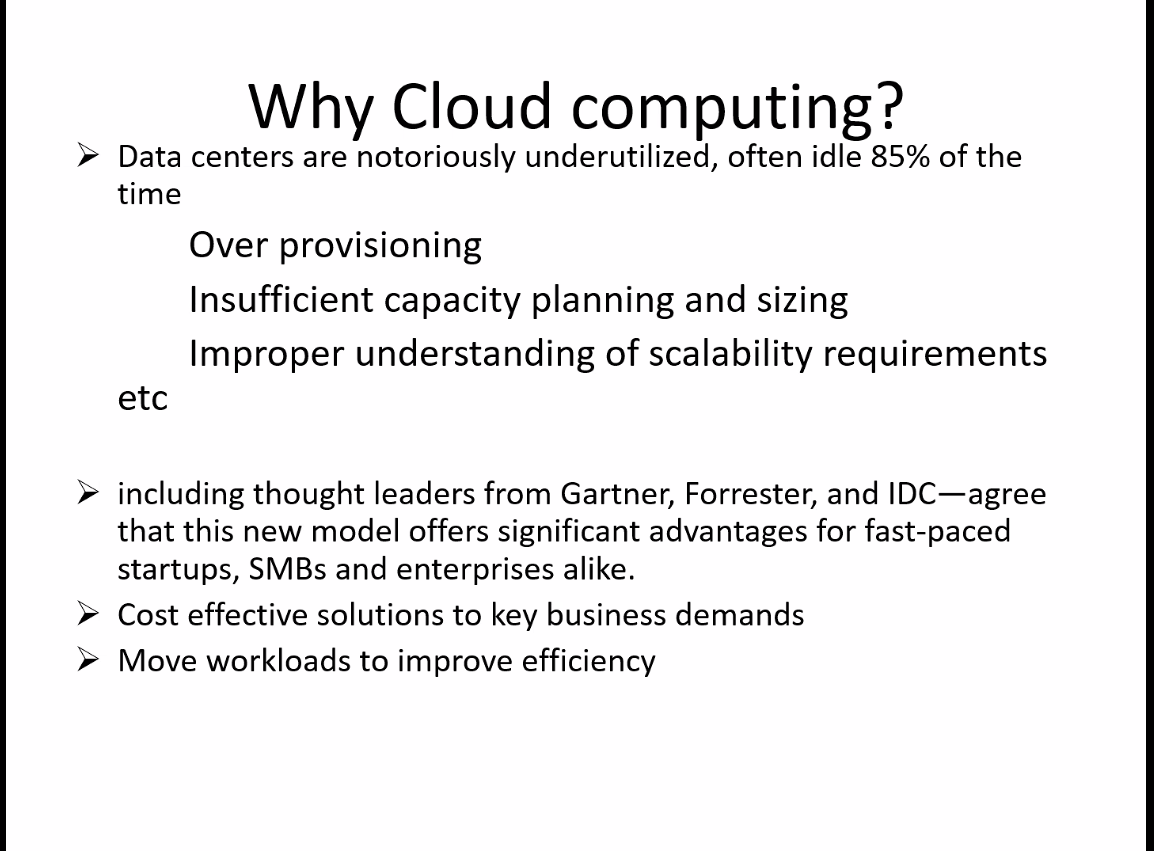 Why Cloud computing?
➢ Data centers are notoriously underutilized, often idle 85% of the
time
Over provisioning
Insufficient capacity planning and sizing
Improper understanding of scalability requirements
etc
➢ including thought leaders from Gartner, Forrester, and IDC—agree
that this new model offers significant advantages for fast-paced
startups, SMBs and enterprises alike.
➢ Cost effective solutions to key business demands
➢ Move workloads to improve efficiency